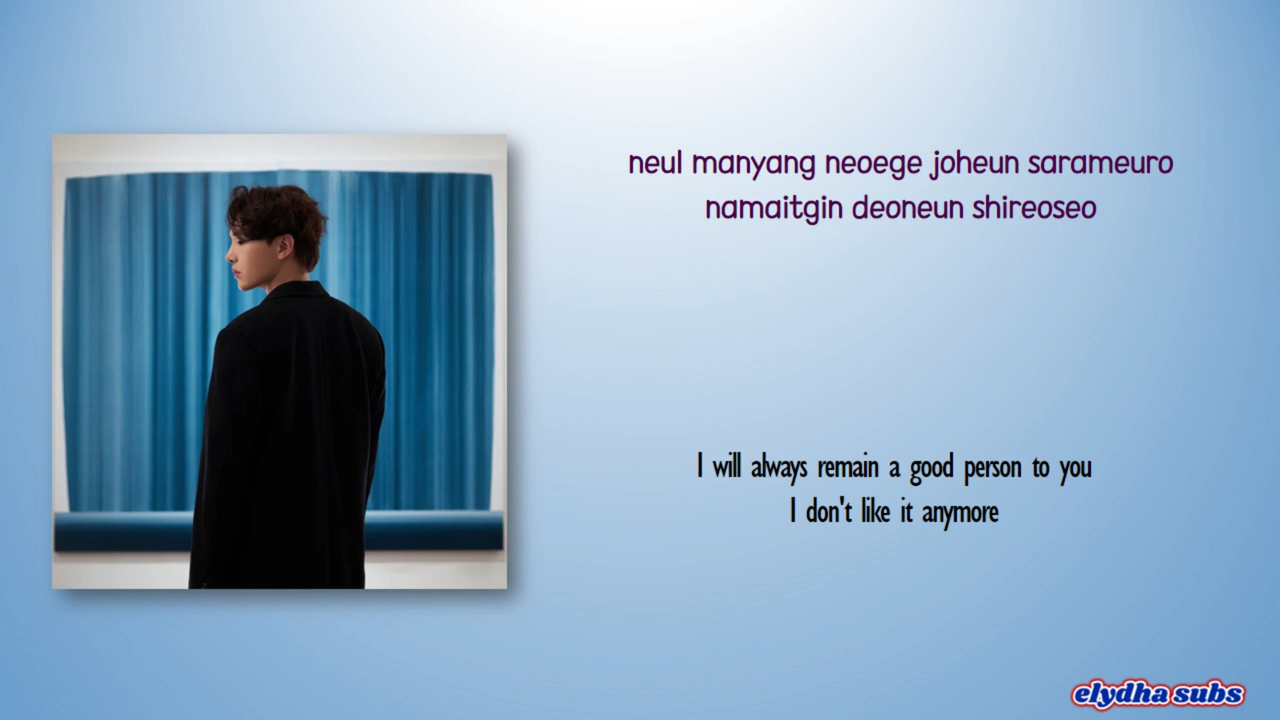 neul manyang neoege joheun sarameuro
namaitgin deoneun shireoseo
I will always remain a good person to you
I don't like it anymore
elydha subs